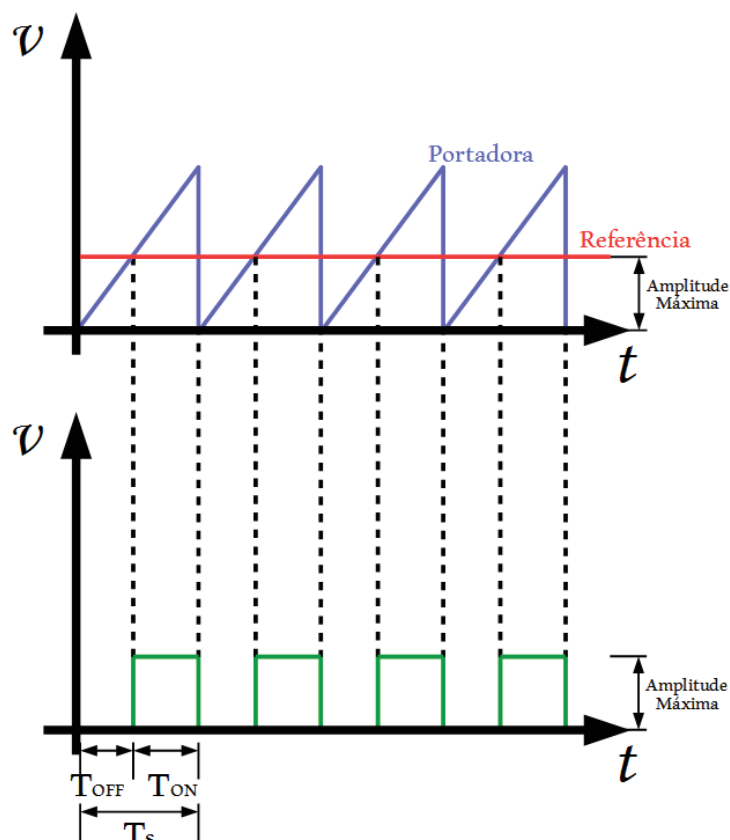 v
Portadora
Referência
Amplitude
Máxima
t
v
Amplitude
Máxima
t
TOFF
TON
Ts